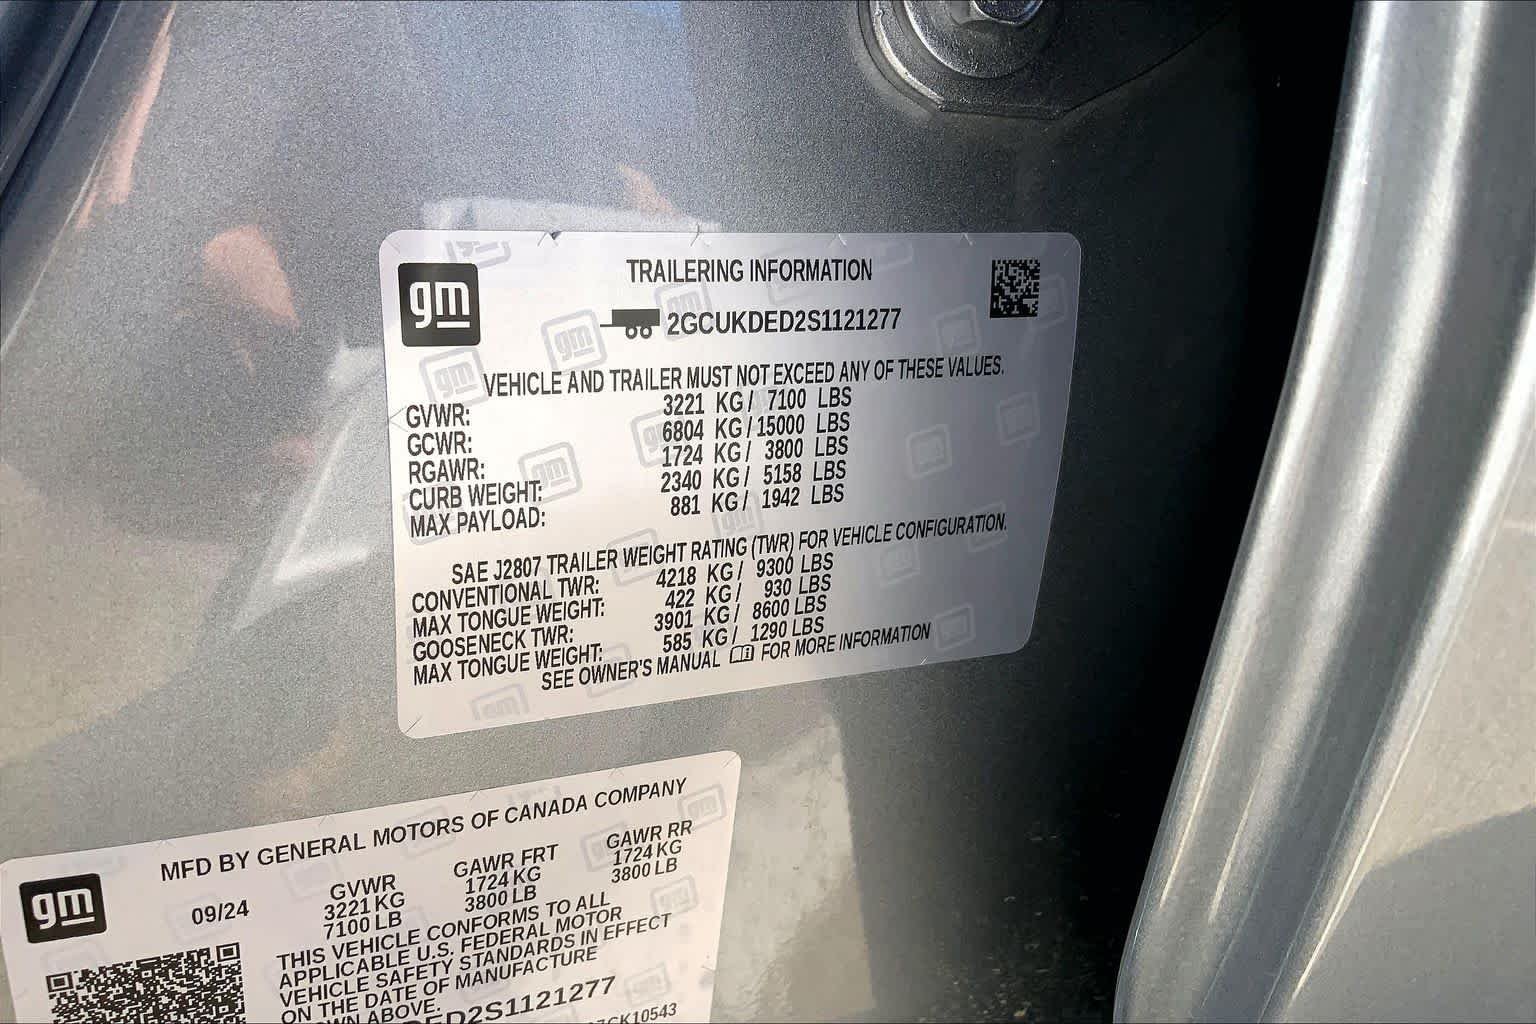 gm
TRAILERING INFORMATION
2GCUKDED2S1121277
VEHICLE AND TRAILER MUST NOT EXCEED ANY OF THESE VALUES.
GVWR: 3221 KG/ 7100 LBS
GCWR: 6804 KG/ 15000 LBS
RGAWR: 1724 KG/ 3800 LBS
CURB WEIGHT: 2340 KG/ 5158 LBS
MAX PAYLOAD: 881 KG/ 1942 LBS
SAE J2807 TRAILER WEIGHT RATING (TWR) FOR VEHICLE CONFIGURATION.
CONVENTIONAL TWR: 4218 KG/ 9300 LBS
MAX TONGUE WEIGHT: 422 KG/ 930 LBS
GOOSENECK TWR: 3901 KG/ 8600 LBS
MAX TONGUE WEIGHT: 585 KG/ 1290 LBS
SEE OWNER'S MANUAL FOR MORE INFORMATION
gm
MFD BY GENERAL MOTORS OF CANADA COMPANY
09/24
GVWR GAWR FRT GAWR RR
3221 KG 1724 KG 1724 KG
7100 LB 3800 LB 3800 LB
THIS VEHICLE CONFORMS TO ALL
APPLICABLE U.S. FEDERAL MOTOR
VEHICLE SAFETY STANDARDS IN EFFECT
ON THE DATE OF MANUFACTURE
OWN ABOVE.
DED2S1121277
CK10543